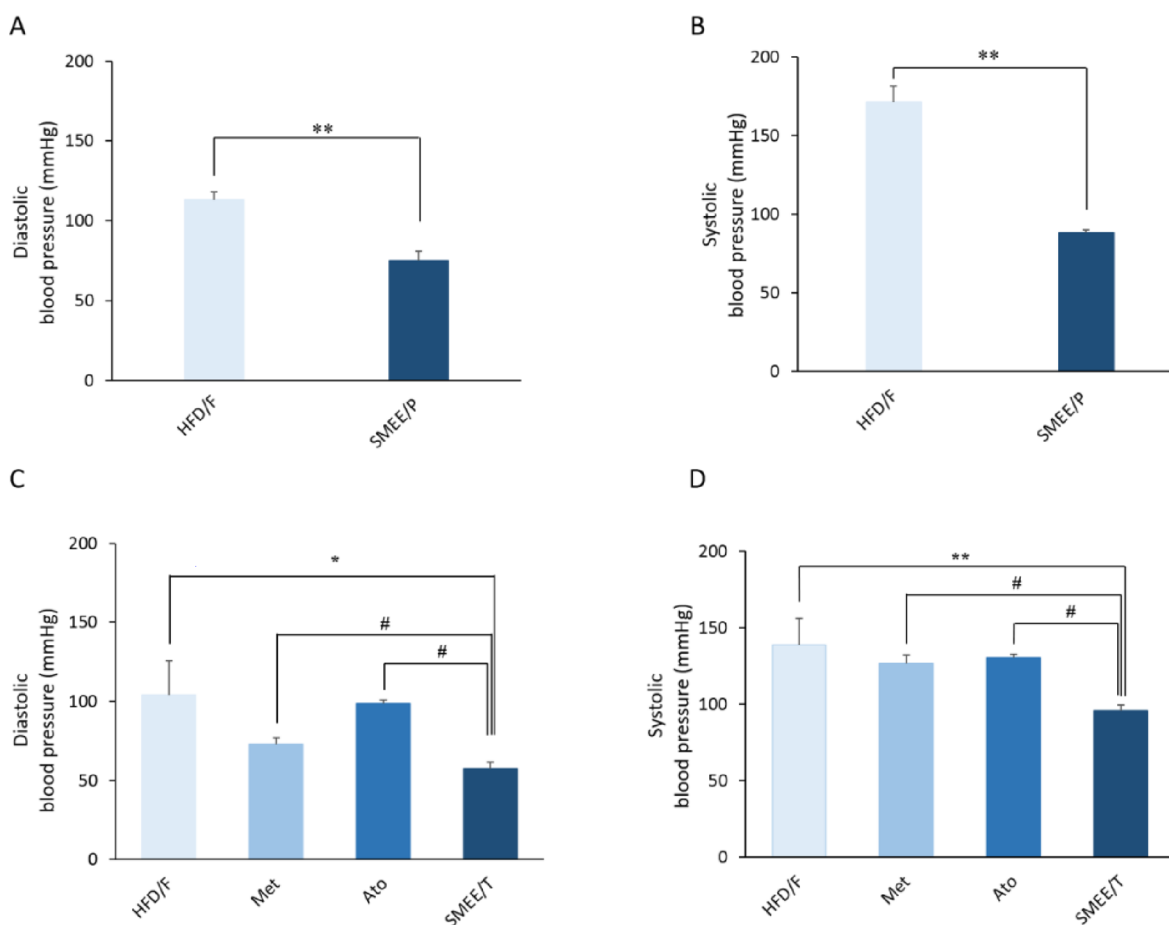 A
Diastolic
blood pressure (mmHg)
200
150
100
50
0
**
HFD/F
SMEE/P
B
Systolic
blood pressure (mmHg)
200
150
100
50
0
**
HFD/F
SMEE/P
C
Diastolic
blood pressure (mmHg)
200
150
100
50
0
*
#
#
HFD/F
Met
Ato
SMEE/T
D
Systolic
blood pressure (mmHg)
200
150
100
50
0
**
#
#
HFD/F
Met
Ato
SMEE/T